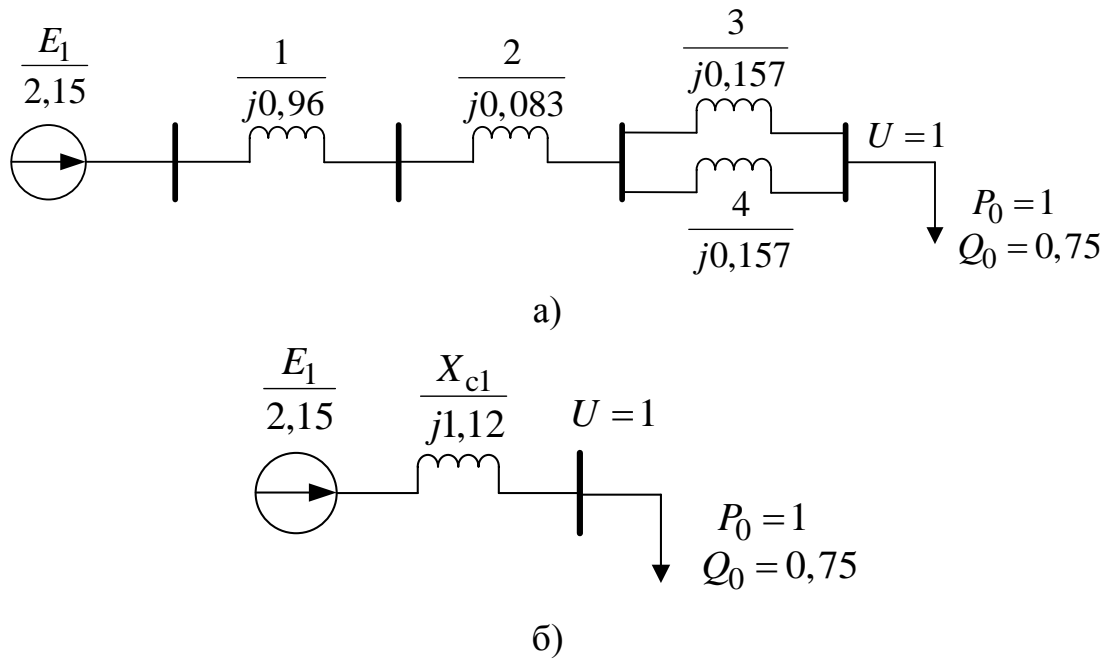 E₁
2,15
1
j0,96
2
j0,083
3
j0,157
4
j0,157
U = 1
P₀ = 1
Q₀ = 0,75
а)
E₁
2,15
Xс1
j1,12
U = 1
P₀ = 1
Q₀ = 0,75
б)